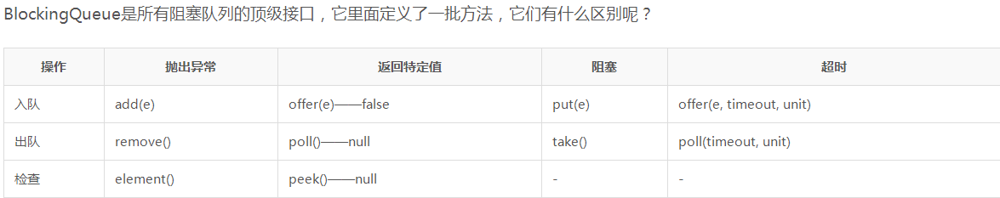 BlockingQueue是所有阻塞队列的顶级接口，它里面定义了一批方法，它们有什么区别呢？
操作 抛出异常 返回特定值 阻塞 超时
入队 add(e) offer(e)——false put(e) offer(e, timeout, unit)
出队 remove() poll()——null take() poll(timeout, unit)
检查 element() peek()——null - -